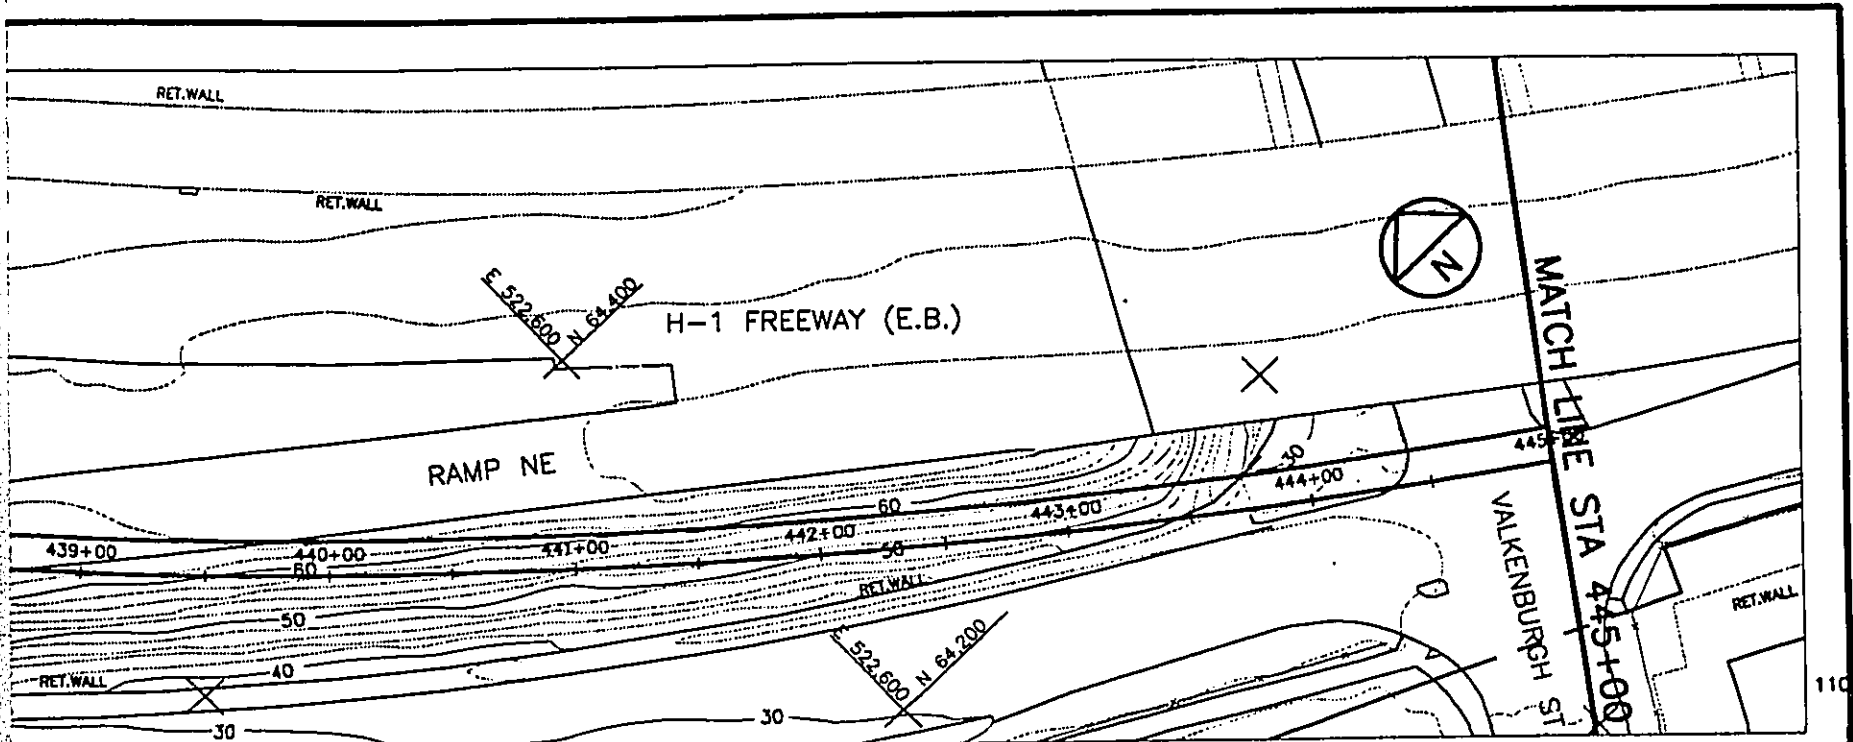 RET.WALL
RET.WALL
E 522,600
N 64,400
H-1 FREEWAY (E.B.)
N
MATCH LINE STA 445+00
RAMP NE
30
445+00
444+00
60
443+00
442+00
439+00
440+00
441+00
50
60
RET.WALL
VALKENBURGH ST
RET.WALL
50
E 522,600
N 64,200
40
RET.WALL
110
30
30